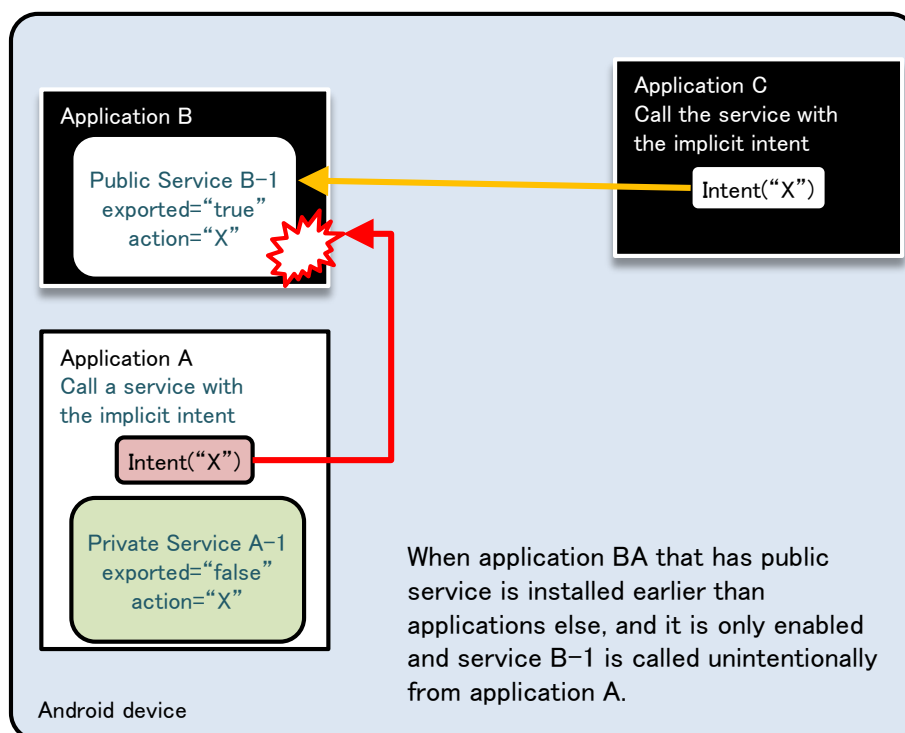 Application B
Public Service B-1
exported=“true”
action=“X”
Application C
Call the service with
the implicit intent
Intent(“X”)
Application A
Call a service with
the implicit intent
Intent(“X”)
Private Service A-1
exported=“false”
action=“X”
When application BA that has public
service is installed earlier than
applications else, and it is only enabled
and service B-1 is called unintentionally
from application A.
Android device